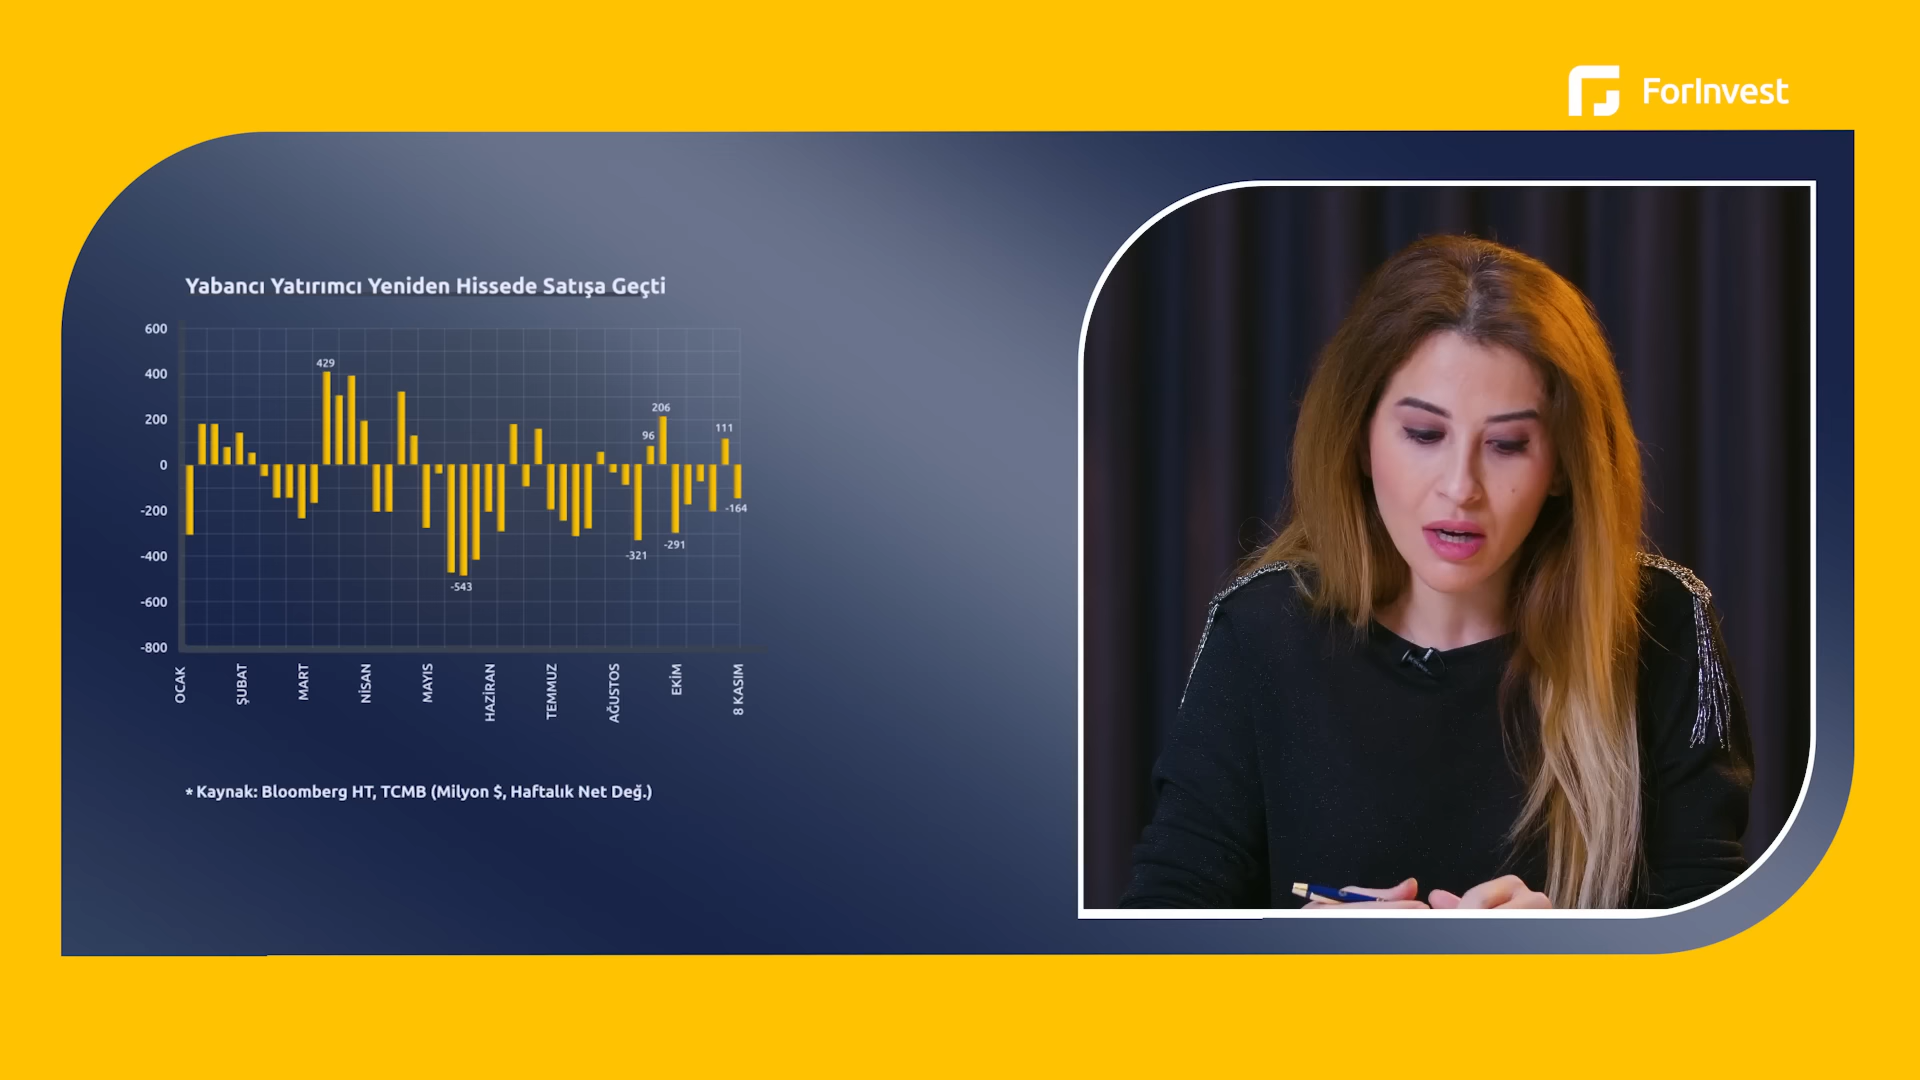 ForInvest
Yabancı Yatırımcı Yeniden Hissede Satışa Geçti
600
400
200
0
-200
-400
-600
-800
429
-543
-321
96
206
-291
111
-164
OCAK
ŞUBAT
MART
NİSAN
MAYIS
HAZİRAN
TEMMUZ
AĞUSTOS
EKİM
8 KASIM
* Kaynak: Bloomberg HT, TCMB (Milyon $, Haftalık Net Değ.)